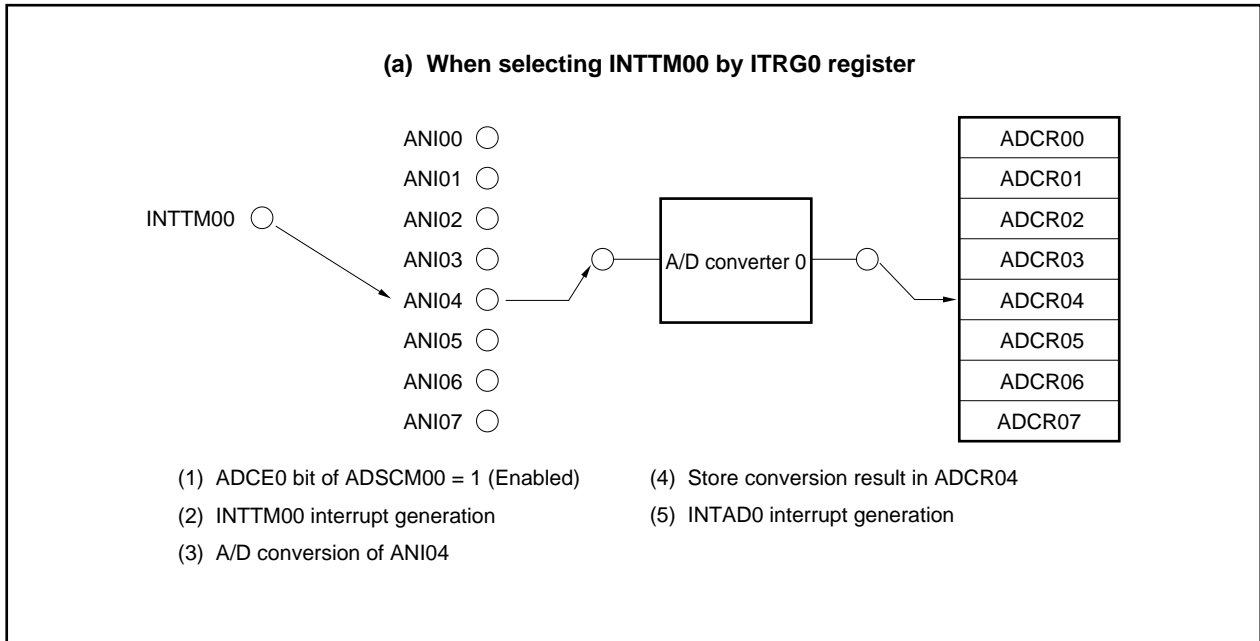 (a) When selecting INTTM00 by ITRG0 register
ANI00
ANI01
ANI02
ANI03
ANI04
ANI05
ANI06
ANI07
INTTM00
A/D converter 0
ADCR00
ADCR01
ADCR02
ADCR03
ADCR04
ADCR05
ADCR06
ADCR07
(1) ADCE0 bit of ADSCM00 = 1 (Enabled)
(2) INTTM00 interrupt generation
(3) A/D conversion of ANI04
(4) Store conversion result in ADCR04
(5) INTAD0 interrupt generation